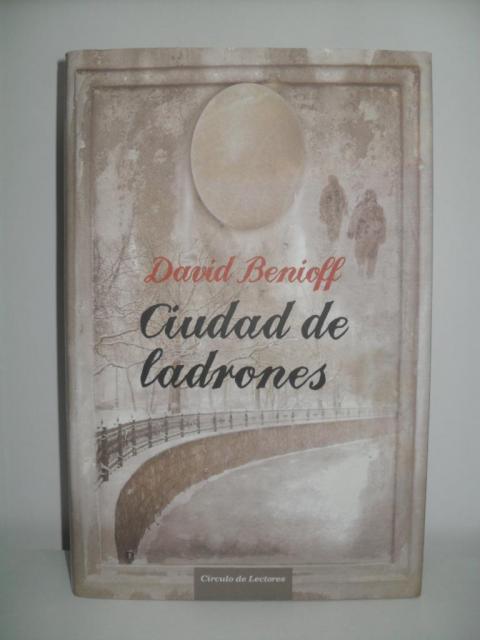 David Benioff
Ciudad de
ladrones
Círculo de Lectores